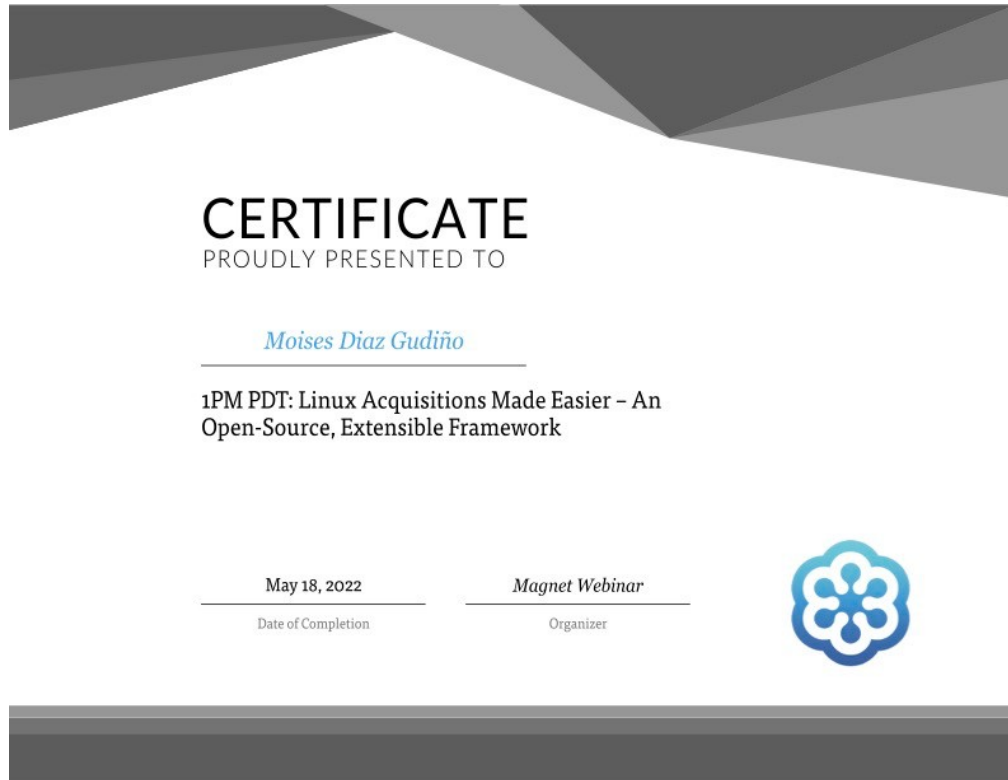 CERTIFICATE
PROUDLY PRESENTED TO
Moises Diaz Gudiño
1PM PDT: Linux Acquisitions Made Easier – An
Open-Source, Extensible Framework
May 18, 2022
Magnet Webinar
Date of Completion
Organizer